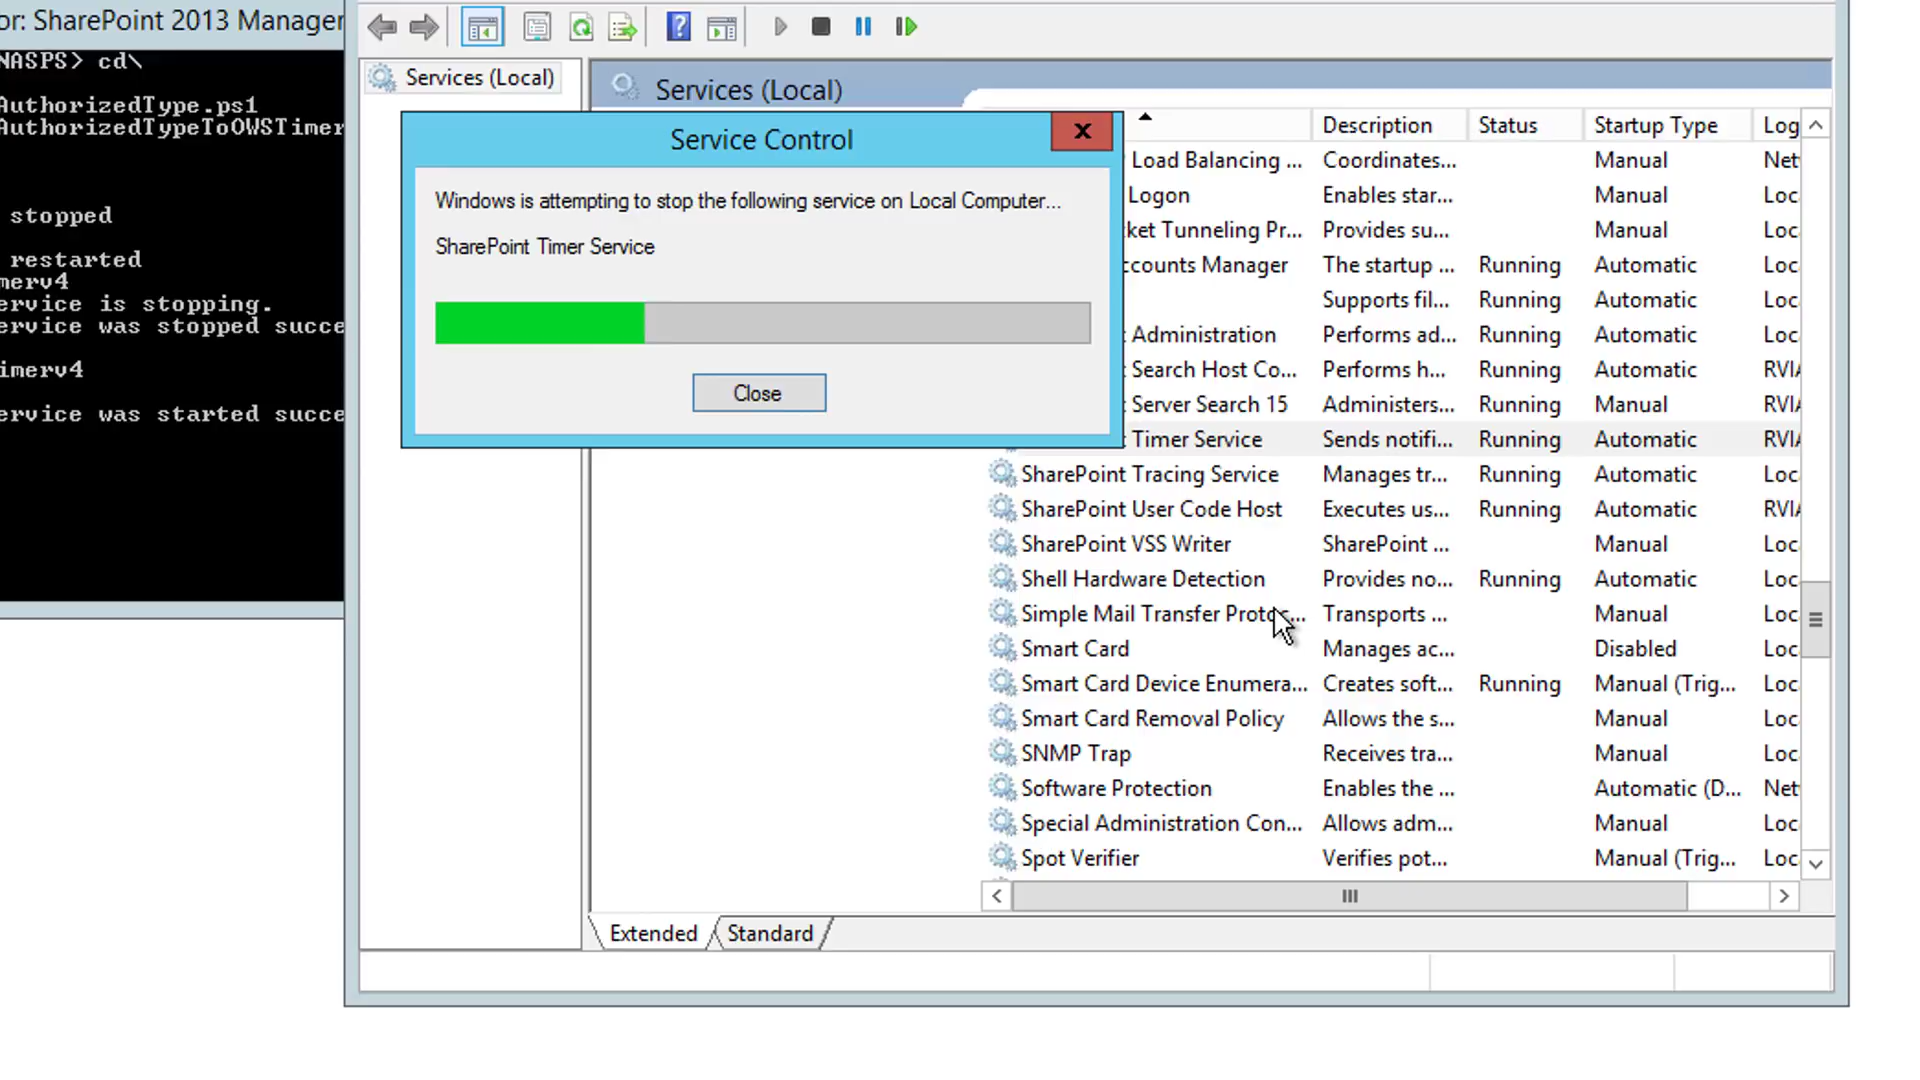 or: SharePoint 2013 Manager
NASPS> cd\
AuthorizedType.ps1
AuthorizedTypeToOWSTimer
stopped
restarted
merv4
ervice is stopping.
ervice was stopped succe
imerv4
ervice was started succe
Services (Local)
Services (Local)
Service Control
Windows is attempting to stop the following service on Local Computer...
SharePoint Timer Service
Close
Description Status Startup Type Log
Load Balancing ... Coordinates... Manual Net
Logon Enables star... Manual Loc
ket Tunneling Pr... Provides su... Manual Loc
ccounts Manager The startup ... Running Automatic Loc
Supports fil... Running Automatic Loc
Administration Performs ad... Running Automatic Loc
Search Host Co... Performs h... Running Automatic RVIA
Server Search 15 Administers... Running Manual RVIA
Timer Service Sends notifi... Running Automatic RVIA
SharePoint Tracing Service Manages tr... Running Automatic Loc
SharePoint User Code Host Executes us... Running Automatic RVIA
SharePoint VSS Writer SharePoint ... Manual Loc
Shell Hardware Detection Provides no... Running Automatic Loc
Simple Mail Transfer Protoc... Transports ... Manual Loc
Smart Card Manages ac... Disabled Loc
Smart Card Device Enumera... Creates soft... Running Manual (Trig... Loc
Smart Card Removal Policy Allows the s... Manual Loc
SNMP Trap Receives tra... Manual Loc
Software Protection Enables the ... Automatic (D... Net
Special Administration Con... Allows adm... Manual Loc
Spot Verifier Verifies pot... Manual (Trig... Loc
Extended Standard